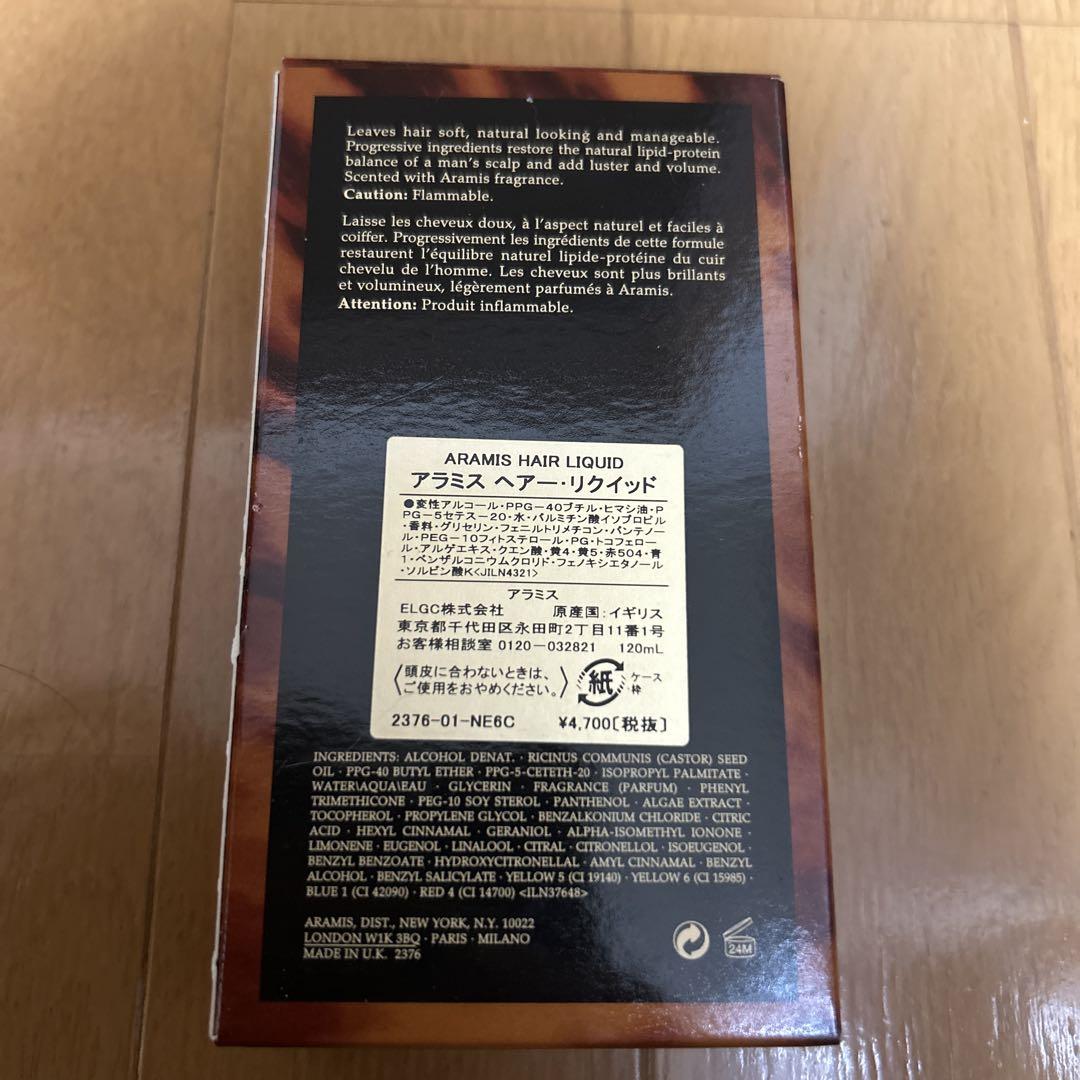 Leaves hair soft, natural looking and manageable.
Progressive ingredients restore the natural lipid-protein
balance of a man's scalp and add luster and volume.
Scented with Aramis fragrance.
Caution: Flammable.
Laisse les cheveux doux, à l'aspect naturel et faciles à
coiffer. Progressivement les ingrédients de cette formule
restaurent l'équilibre naturel lipide-protéine du cuir
chevelu de l'homme. Les cheveux sont plus brillants
et volumineux, légèrement parfumés à Aramis.
Attention: Produit inflammable.
ARAMIS HAIR LIQUID
アラミス ヘアー・リクイッド
●変性アルコール・PPG-40ブチル・ヒマシ油・P
PG-5セテス-20・水・パルミチン酸イソプロピル
・香料・グリセリン・フェニルトリメチコン・パンテノー
ル・PEG-10フィトステロール・PG・トコフェロー
ル・アルゲエキス・クエン酸・黄4・黄5・赤504・青
1・ベンザルコニウムクロリド・フェノキシエタノール
・ソルビン酸K<JILN4321>
アラミス
ELGC株式会社 原産国:イギリス
東京都千代田区永田町2丁目11番1号
お客様相談室 0120-032821 120mL
〈頭皮に合わないときは、
ご使用をおやめください。〉
紙 ケース
枠
2376-01-NE6C ¥4,700[税抜]
INGREDIENTS: ALCOHOL DENAT. · RICINUS COMMUNIS (CASTOR) SEED
OIL · PPG-40 BUTYL ETHER · PPG-5-CETETH-20 · ISOPROPYL PALMITATE ·
WATER\AQUA\EAU · GLYCERIN · FRAGRANCE (PARFUM) · PHENYL
TRIMETHICONE · PEG-10 SOY STEROL · PANTHENOL · ALGAE EXTRACT ·
TOCOPHEROL · PROPYLENE GLYCOL · BENZALKONIUM CHLORIDE · CITRIC
ACID · HEXYL CINNAMAL · GERANIOL · ALPHA-ISOMETHYL IONONE ·
LIMONENE · EUGENOL · LINALOOL · CITRAL · CITRONELLOL · ISOEUGENOL ·
BENZYL BENZOATE · HYDROXYCITRONELLAL · AMYL CINNAMAL · BENZYL
ALCOHOL · BENZYL SALICYLATE · YELLOW 5 (CI 19140) · YELLOW 6 (CI 15985) ·
BLUE 1 (CI 42090) · RED 4 (CI 14700) <ILN37648>
ARAMIS, DIST., NEW YORK, N.Y. 10022
LONDON W1K 3BQ · PARIS · MILANO
MADE IN U.K. 2376
24M